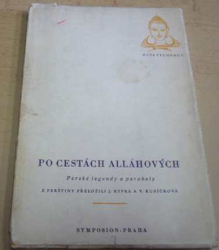 PO CESTÁCH ALLÁHOVÝCH
Perské legendy a paraboly
Z PERŠTINY PŘELOŽILI J. RYPKA A V. KUBÍČKOVÁ
SYMPOSION-PRAHA